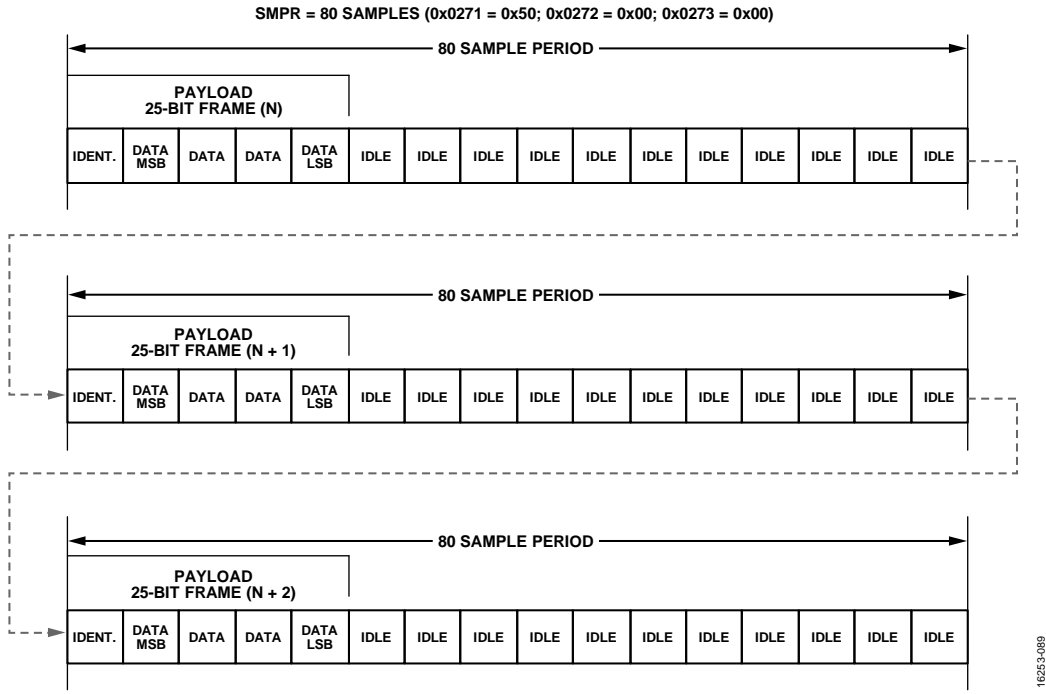 SMPR = 80 SAMPLES (0x0271 = 0x50; 0x0272 = 0x00; 0x0273 = 0x00)
80 SAMPLE PERIOD
PAYLOAD
25-BIT FRAME (N)
IDENT. DATA MSB DATA DATA DATA LSB IDLE IDLE IDLE IDLE IDLE IDLE IDLE IDLE IDLE IDLE IDLE
80 SAMPLE PERIOD
PAYLOAD
25-BIT FRAME (N + 1)
IDENT. DATA MSB DATA DATA DATA LSB IDLE IDLE IDLE IDLE IDLE IDLE IDLE IDLE IDLE IDLE IDLE
80 SAMPLE PERIOD
PAYLOAD
25-BIT FRAME (N + 2)
IDENT. DATA MSB DATA DATA DATA LSB IDLE IDLE IDLE IDLE IDLE IDLE IDLE IDLE IDLE IDLE IDLE
16253-089